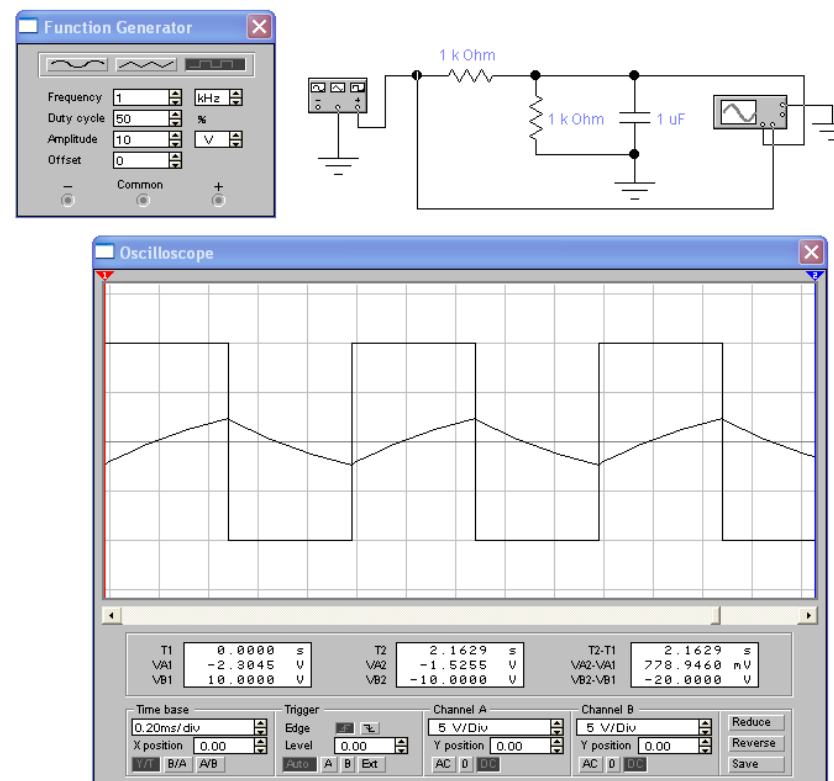 Function Generator
Frequency 1 kHz
Duty cycle 50 %
Amplitude 10 V
Offset 0
− Common +
1 k Ohm
1 k Ohm
1 uF
− +
Oscilloscope
1 2
T1 0.0000 s T2 2.1629 s T2-T1 2.1629 s
VA1 -2.3045 V VA2 -1.5255 V VA2-VA1 778.9460 mV
VB1 10.0000 V VB2 -10.0000 V VB2-VB1 -20.0000 V
Time base Trigger Channel A Channel B
0.20ms/div Edge 5 V/Div 5 V/Div Reduce
X position 0.00 Level 0.00 Y position 0.00 Y position 0.00 Reverse
Y/T B/A A/B Auto A B Ext AC 0 DC AC 0 DC Save